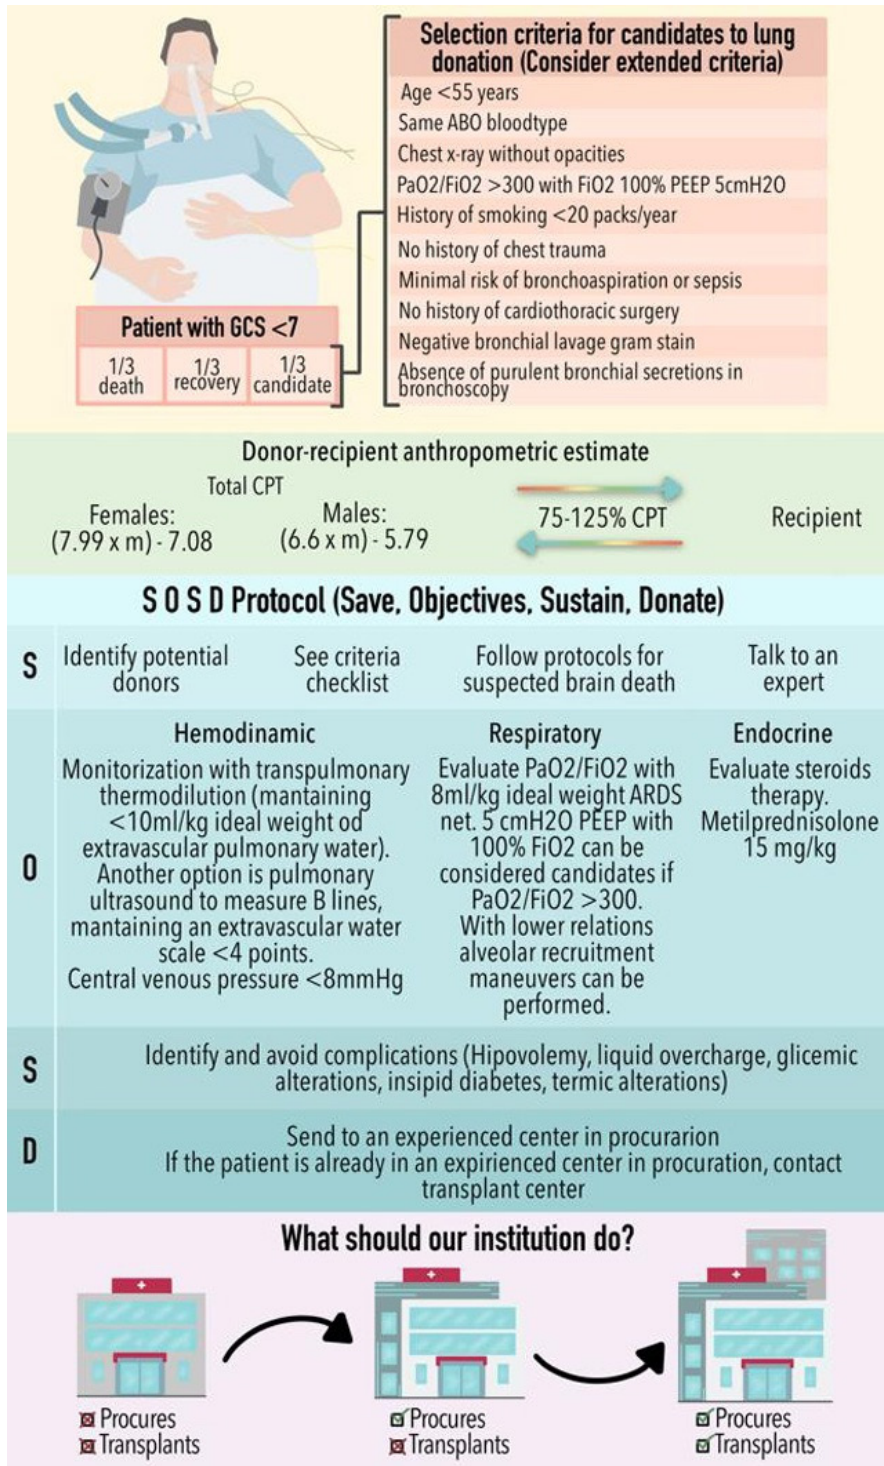 Selection criteria for candidates to lung
donation (Consider extended criteria)
Age <55 years
Same ABO bloodtype
Chest x-ray without opacities
PaO2/FiO2 >300 with FiO2 100% PEEP 5cmH2O
History of smoking <20 packs/year
No history of chest trauma
Minimal risk of bronchoaspiration or sepsis
No history of cardiothoracic surgery
Negative bronchial lavage gram stain
Absence of purulent bronchial secretions in
bronchoscopy
Patient with GCS <7
1/3
death
1/3
recovery
1/3
candidate
Donor-recipient anthropometric estimate
Total CPT
Females:
(7.99 x m) - 7.08
Males:
(6.6 x m) - 5.79
75-125% CPT
Recipient
S O S D Protocol (Save, Objectives, Sustain, Donate)
S
Identify potential
donors
See criteria
checklist
Follow protocols for
suspected brain death
Talk to an
expert
O
Hemodinamic
Monitorization with transpulmonary
thermodilution (mantaining
<10ml/kg ideal weight od
extravascular pulmonary water).
Another option is pulmonary
ultrasound to measure B lines,
mantaining an extravascular water
scale <4 points.
Central venous pressure <8mmHg
Respiratory
Evaluate PaO2/FiO2 with
8ml/kg ideal weight ARDS
net. 5 cmH2O PEEP with
100% FiO2 can be
considered candidates if
PaO2/FiO2 >300.
With lower relations
alveolar recruitment
maneuvers can be
performed.
Endocrine
Evaluate steroids
therapy.
Metilprednisolone
15 mg/kg
S
Identify and avoid complications (Hipovolemy, liquid overcharge, glicemic
alterations, insipid diabetes, termic alterations)
D
Send to an experienced center in procurarion
If the patient is already in an expirienced center in procuration, contact
transplant center
What should our institution do?
Procures
Transplants
Procures
Transplants
Procures
Transplants